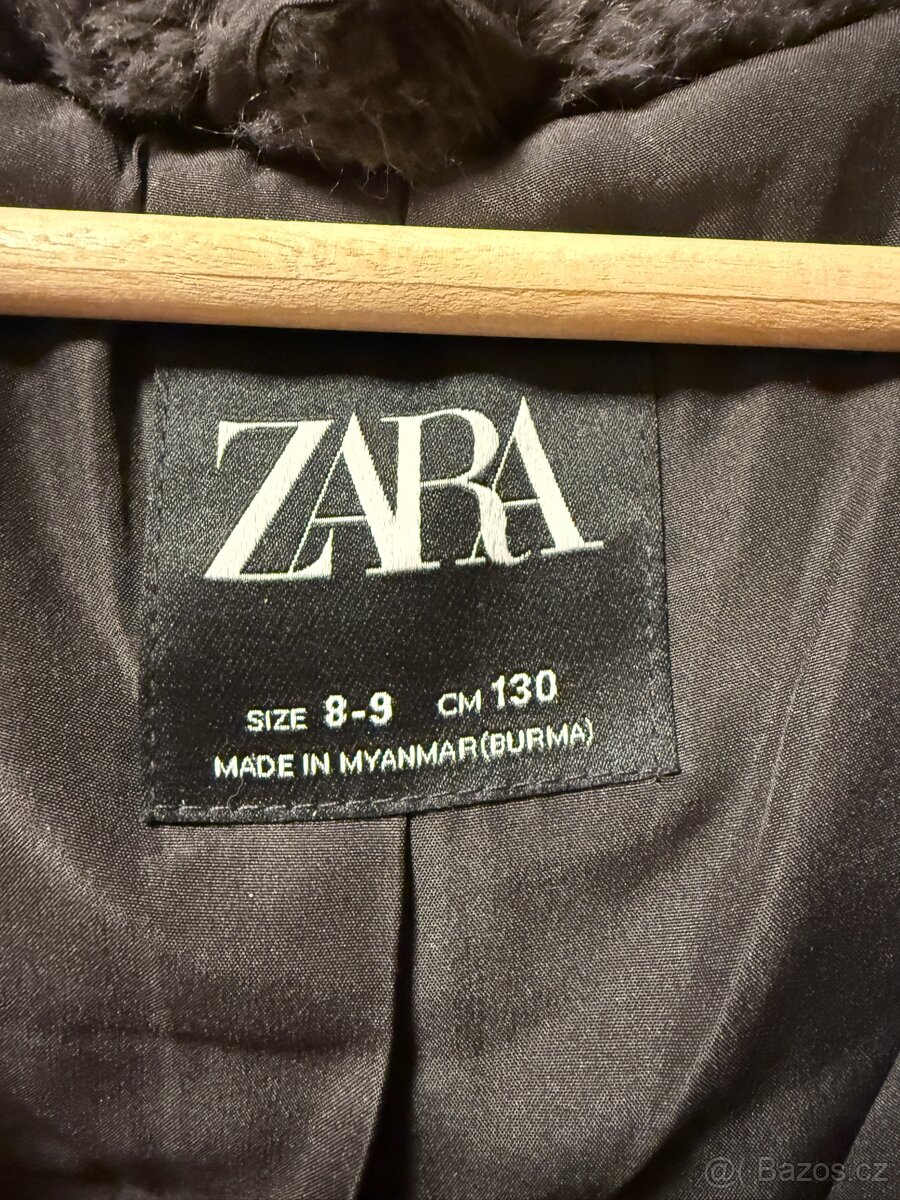 ZARA
SIZE 8-9 CM 130
MADE IN MYANMAR(BURMA)
@( Bazos.cz